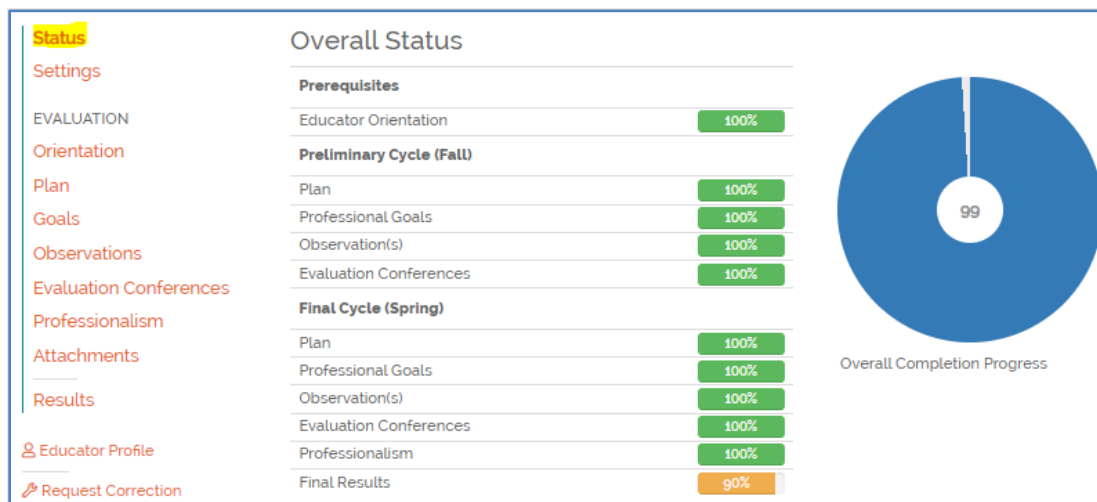 Status
Settings
EVALUATION
Orientation
Plan
Goals
Observations
Evaluation Conferences
Professionalism
Attachments
Results
Educator Profile
Request Correction
Overall Status
Prerequisites
Educator Orientation 100%
Preliminary Cycle (Fall)
Plan 100%
Professional Goals 100%
Observation(s) 100%
Evaluation Conferences 100%
Final Cycle (Spring)
Plan 100%
Professional Goals 100%
Observation(s) 100%
Evaluation Conferences 100%
Professionalism 100%
Final Results 90%
99
Overall Completion Progress